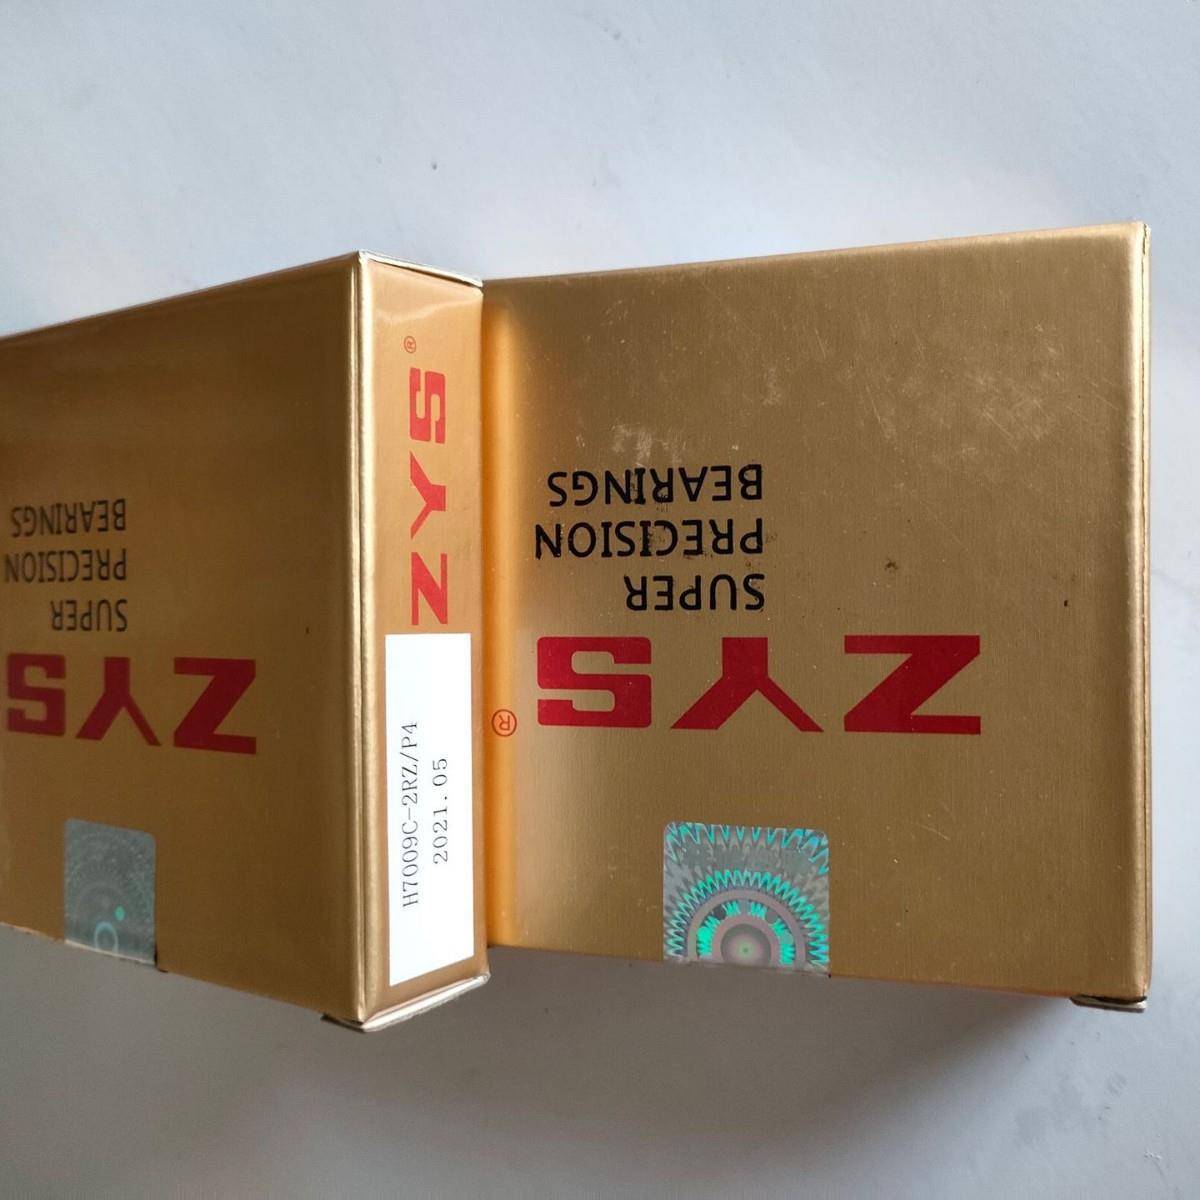 ZYS®
SUPER
PRECISION
BEARINGS
ZYS®
H7009C-2RZ/P4
2021.05
ZYS
SUPER
PRECISION
BEARINGS